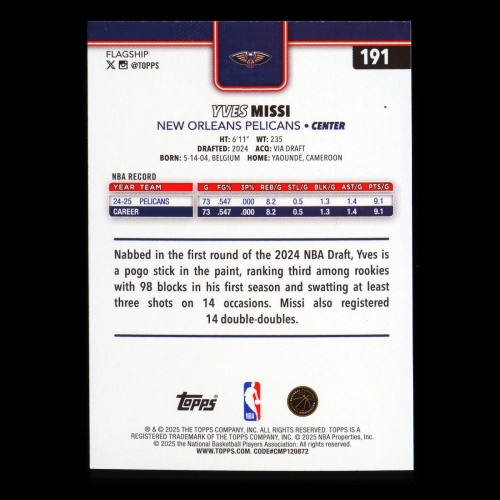 FLAGSHIP
X @TOPPS
191
YVES MISSI
NEW ORLEANS PELICANS • CENTER
HT: 6'11" WT: 235
DRAFTED: 2024 ACQ: VIA DRAFT
BORN: 5-14-04, BELGIUM HOME: YAOUNDÉ, CAMEROON
NBA RECORD
YEAR TEAM G FG% 3P% REB/G STL/G BLK/G AST/G PTS/G
24-25 PELICANS 73 .547 .000 8.2 0.5 1.3 1.4 9.1
CAREER 73 .547 .000 8.2 0.5 1.3 1.4 9.1
Nabbed in the first round of the 2024 NBA Draft, Yves is
a pogo stick in the paint, ranking third among rookies
with 98 blocks in his first season and swatting at least
three shots on 14 occasions. Missi also registered
14 double-doubles.
Topps
NBA
® & © 2025 THE TOPPS COMPANY, INC. ALL RIGHTS RESERVED. TOPPS IS A
REGISTERED TRADEMARK OF THE TOPPS COMPANY, INC. © 2025 NBA Properties, Inc.
© 2025 the National Basketball Players Association. All rights reserved.
WWW.TOPPS.COM. CODE#CMP120872